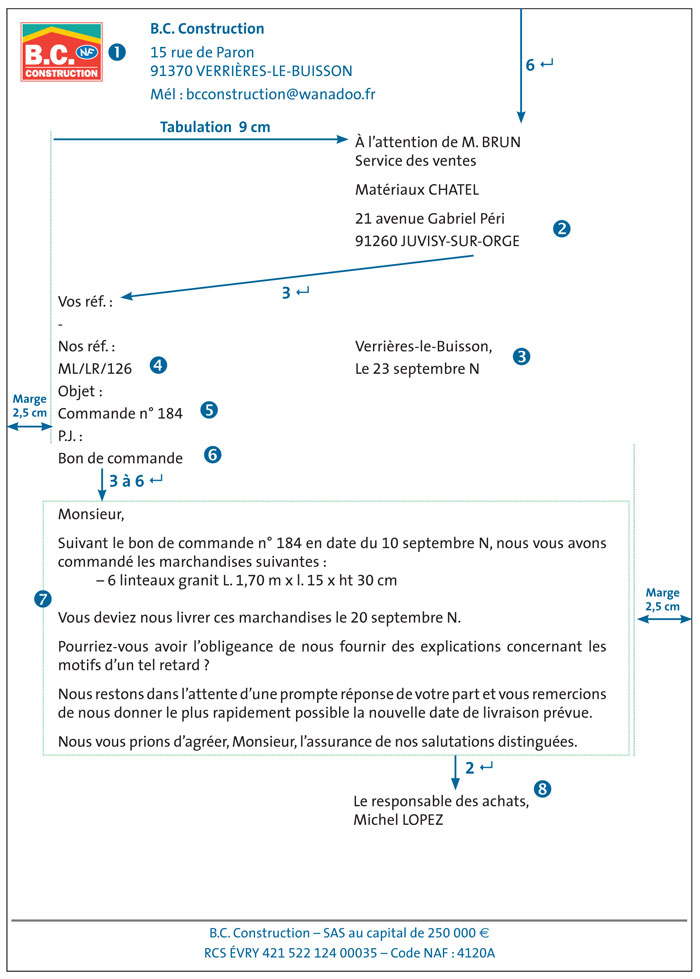 B.C.
NF
CONSTRUCTION
1
B.C. Construction
15 rue de Paron
91370 VERRIÈRES-LE-BUISSON
Mél : bcconstruction@wanadoo.fr
6 ↵
Tabulation 9 cm
À l’attention de M. BRUN
Service des ventes
Matériaux CHATEL
21 avenue Gabriel Péri
91260 JUVISY-SUR-ORGE
2
3 ↵
Vos réf. :
-
Nos réf. :
ML/LR/126
4
Verrières-le-Buisson,
Le 23 septembre N
3
Objet :
Commande n° 184
5
P.J. :
Bon de commande
6
Marge
2,5 cm
3 à 6 ↵
Monsieur,
Suivant le bon de commande n° 184 en date du 10 septembre N, nous vous avons
commandé les marchandises suivantes :
– 6 linteaux granit L. 1,70 m x l. 15 x ht 30 cm
7
Vous deviez nous livrer ces marchandises le 20 septembre N.
Pourriez-vous avoir l’obligeance de nous fournir des explications concernant les
motifs d’un tel retard ?
Nous restons dans l’attente d’une prompte réponse de votre part et vous remercions
de nous donner le plus rapidement possible la nouvelle date de livraison prévue.
Nous vous prions d’agréer, Monsieur, l’assurance de nos salutations distinguées.
Marge
2,5 cm
2 ↵
8
Le responsable des achats,
Michel LOPEZ
B.C. Construction – SAS au capital de 250 000 €
RCS ÉVRY 421 522 124 00035 – Code NAF : 4120A